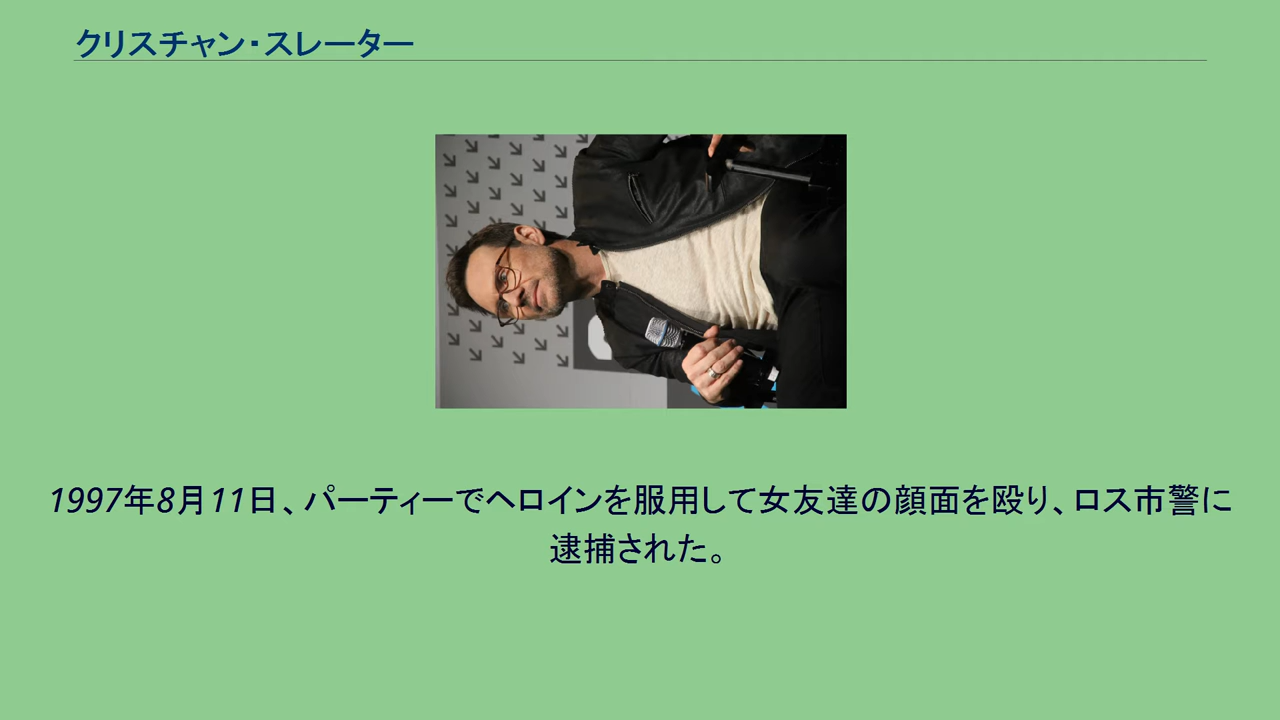 クリスチャン・スレーター
1997年8月11日、パーティーでヘロインを服用して女友達の顔面を殴り、ロス市警に
逮捕された。